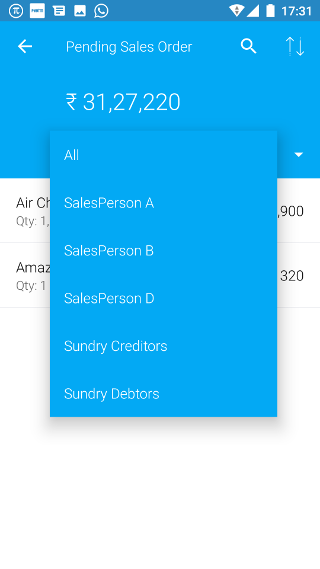 17:31
Pending Sales Order
₹ 31,27,220
All
SalesPerson A
SalesPerson B
SalesPerson D
Sundry Creditors
Sundry Debtors
Air Ch
,900
Qty: 1,
Amaz
320
Qty: 1